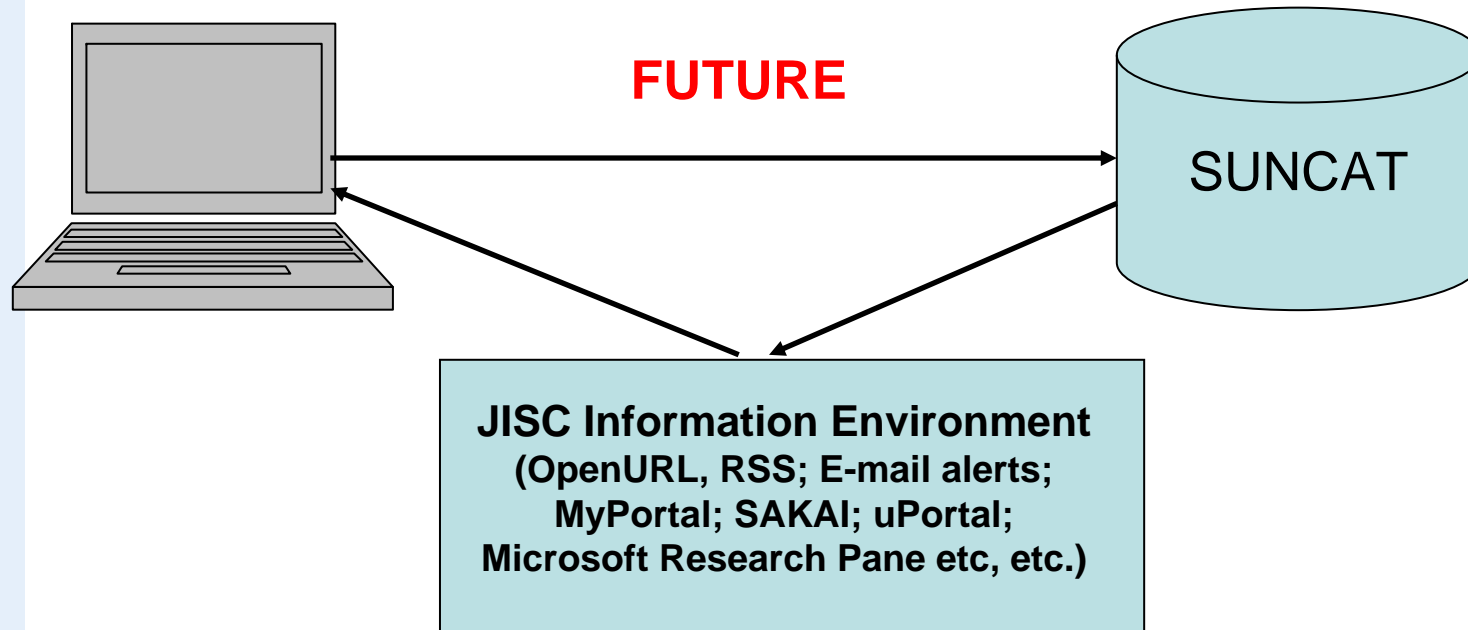 FUTURE
SUNCAT
JISC Information Environment
(OpenURL, RSS; E-mail alerts;
MyPortal; SAKAI; uPortal;
Microsoft Research Pane etc, etc.)